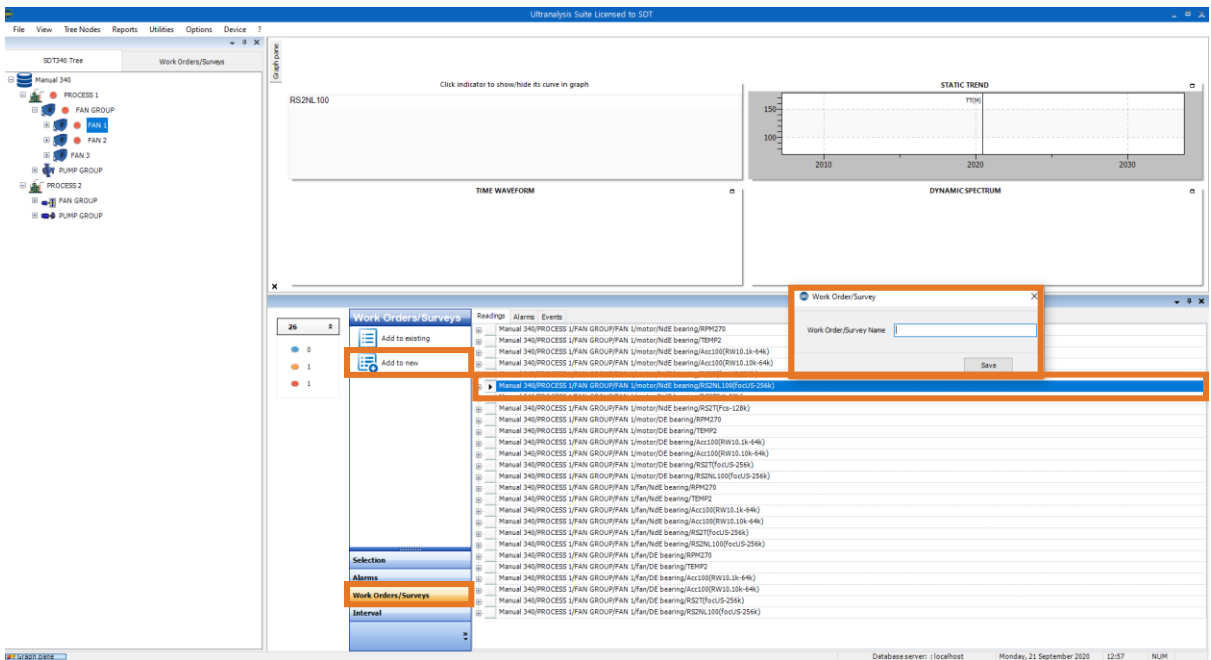 Ultranalysis Suite Licensed to SDT
File View Tree Nodes Reports Utilities Options Device ?
SDT340 Tree Work Orders/Surveys
Manual 340
PROCESS 1
FAN GROUP
FAN 1
FAN 2
FAN 3
PUMP GROUP
PROCESS 2
FAN GROUP
PUMP GROUP
Graph pane
Click indicator to show/hide its curve in graph
RS2NL100
STATIC TREND
TT[M]
150
100
2010 2020 2030
TIME WAVEFORM
DYNAMIC SPECTRUM
26
0
1
1
Work Orders/Surveys
Add to existing
Add to new
Selection
Alarms
Work Orders/Surveys
Interval
Readings Alarms Events
Manual 340/PROCESS 1/FAN GROUP/FAN 1/motor/NdE bearing/RPM270
Manual 340/PROCESS 1/FAN GROUP/FAN 1/motor/NdE bearing/TEMP2
Manual 340/PROCESS 1/FAN GROUP/FAN 1/motor/NdE bearing/Acc100(RW10.1k-64k)
Manual 340/PROCESS 1/FAN GROUP/FAN 1/motor/NdE bearing/Acc100(RW10.10k-64k)
Manual 340/PROCESS 1/FAN GROUP/FAN 1/motor/NdE bearing/RS2NL100(focUS-256k)
Manual 340/PROCESS 1/FAN GROUP/FAN 1/motor/NdE bearing/RS2T(Fcs-128k)
Manual 340/PROCESS 1/FAN GROUP/FAN 1/motor/DE bearing/RPM270
Manual 340/PROCESS 1/FAN GROUP/FAN 1/motor/DE bearing/TEMP2
Manual 340/PROCESS 1/FAN GROUP/FAN 1/motor/DE bearing/Acc100(RW10.1k-64k)
Manual 340/PROCESS 1/FAN GROUP/FAN 1/motor/DE bearing/Acc100(RW10.10k-64k)
Manual 340/PROCESS 1/FAN GROUP/FAN 1/motor/DE bearing/RS2T(focUS-256k)
Manual 340/PROCESS 1/FAN GROUP/FAN 1/motor/DE bearing/RS2NL100(focUS-256k)
Manual 340/PROCESS 1/FAN GROUP/FAN 1/fan/NdE bearing/RPM270
Manual 340/PROCESS 1/FAN GROUP/FAN 1/fan/NdE bearing/TEMP2
Manual 340/PROCESS 1/FAN GROUP/FAN 1/fan/NdE bearing/Acc100(RW10.1k-64k)
Manual 340/PROCESS 1/FAN GROUP/FAN 1/fan/NdE bearing/Acc100(RW10.10k-64k)
Manual 340/PROCESS 1/FAN GROUP/FAN 1/fan/NdE bearing/RS2T(focUS-256k)
Manual 340/PROCESS 1/FAN GROUP/FAN 1/fan/NdE bearing/RS2NL100(focUS-256k)
Manual 340/PROCESS 1/FAN GROUP/FAN 1/fan/DE bearing/RPM270
Manual 340/PROCESS 1/FAN GROUP/FAN 1/fan/DE bearing/TEMP2
Manual 340/PROCESS 1/FAN GROUP/FAN 1/fan/DE bearing/Acc100(RW10.1k-64k)
Manual 340/PROCESS 1/FAN GROUP/FAN 1/fan/DE bearing/Acc100(RW10.10k-64k)
Manual 340/PROCESS 1/FAN GROUP/FAN 1/fan/DE bearing/RS2T(focUS-256k)
Manual 340/PROCESS 1/FAN GROUP/FAN 1/fan/DE bearing/RS2NL100(focUS-256k)
Work Order/Survey
Work Order/Survey Name
Save
Graph pane
Database server: : localhost Monday, 21 September 2020 12:57 NUM